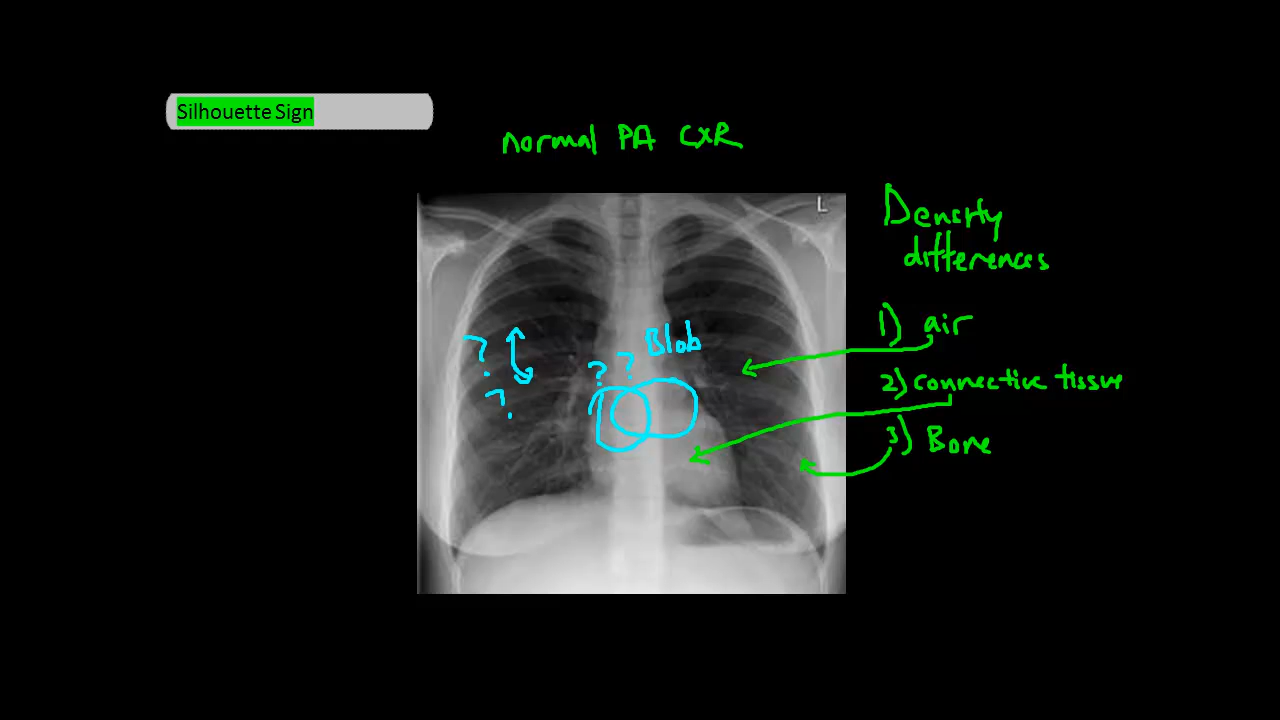 Silhouette Sign
normal PA CXR
L
Density
differences
1) air
Blob
? ? ?
2) connective tissue
?
3) Bone